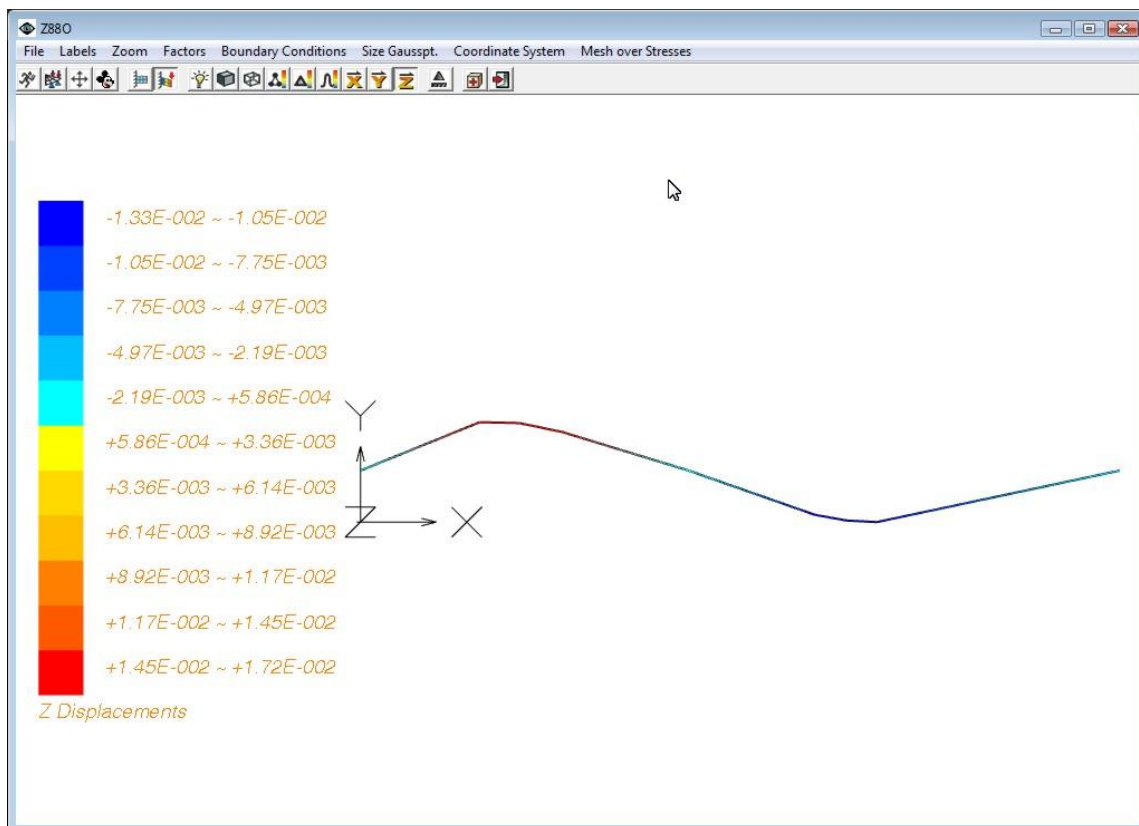 Z88O
File Labels Zoom Factors Boundary Conditions Size Gausspt. Coordinate System Mesh over Stresses
X Y Z
-1.33E-002 ~ -1.05E-002
-1.05E-002 ~ -7.75E-003
-7.75E-003 ~ -4.97E-003
-4.97E-003 ~ -2.19E-003
-2.19E-003 ~ +5.86E-004
+5.86E-004 ~ +3.36E-003
+3.36E-003 ~ +6.14E-003
+6.14E-003 ~ +8.92E-003
+8.92E-003 ~ +1.17E-002
+1.17E-002 ~ +1.45E-002
+1.45E-002 ~ +1.72E-002
Z Displacements
Y
Z X